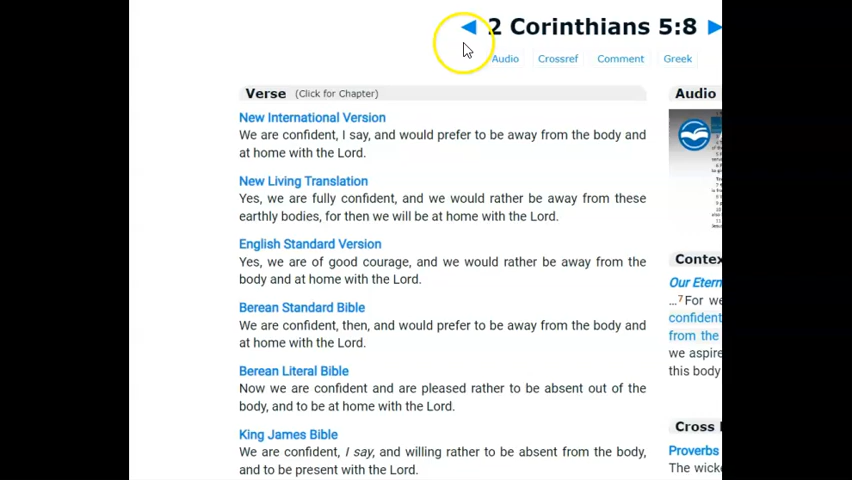 2 Corinthians 5:8
Audio Crossref Comment Greek
Verse (Click for Chapter)
New International Version
We are confident, I say, and would prefer to be away from the body and
at home with the Lord.
New Living Translation
Yes, we are fully confident, and we would rather be away from these
earthly bodies, for then we will be at home with the Lord.
English Standard Version
Yes, we are of good courage, and we would rather be away from the
body and at home with the Lord.
Berean Standard Bible
We are confident, then, and would prefer to be away from the body and
at home with the Lord.
Berean Literal Bible
Now we are confident and are pleased rather to be absent out of the
body, and to be at home with the Lord.
King James Bible
We are confident, I say, and willing rather to be absent from the body,
and to be present with the Lord.
Audio
Contex
Our Etern
…7For we
confident
from the
we aspire
this body
Cross
Proverbs
The wicke